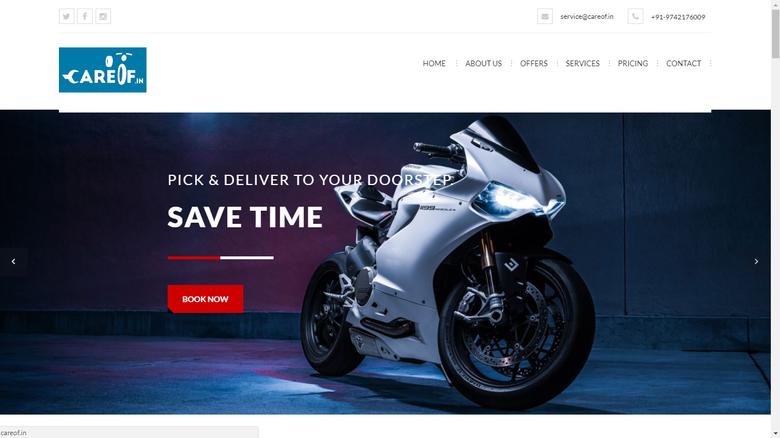 service@careof.in
+91-9742176009
CAREOF.IN
HOME
ABOUT US
OFFERS
SERVICES
PRICING
CONTACT
PICK & DELIVER TO YOUR DOORSTEP.
SAVE TIME
BOOK NOW
1199
careof.in